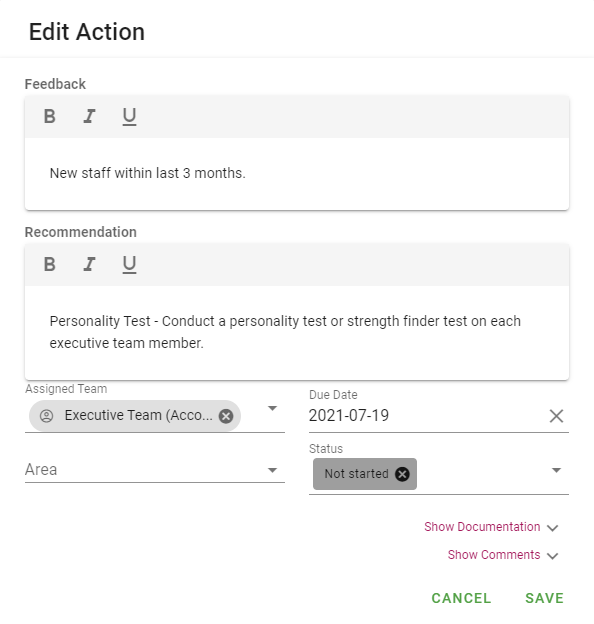 Edit Action
Feedback
B I U
New staff within last 3 months.
Recommendation
B I U
Personality Test - Conduct a personality test or strength finder test on each
executive team member.
Assigned Team
Executive Team (Acco...
Due Date
2021-07-19
Area
Status
Not started
Show Documentation
Show Comments
CANCEL SAVE